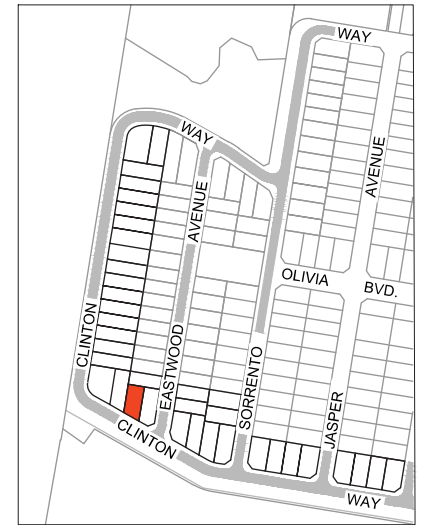 WAY
WAY
AVENUE
AVENUE
OLIVIA
BVD.
CLINTON
EASTWOOD
SORRENTO
JASPER
CLINTON
WAY